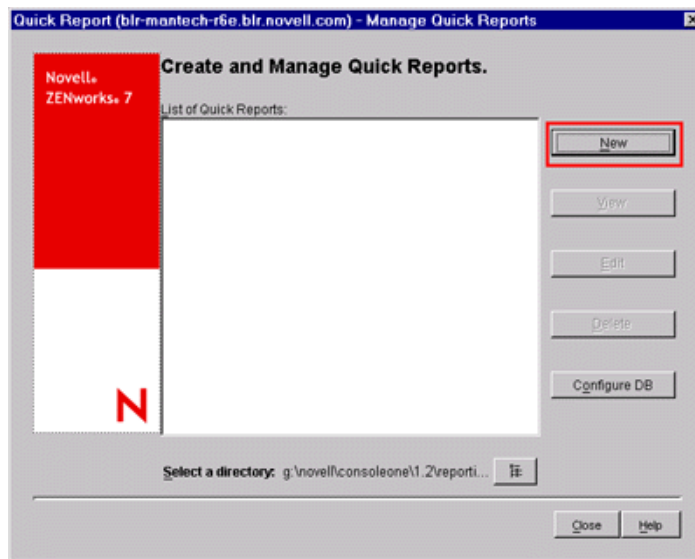 Quick Report (blr-mantech-r6e.blr.novell.com) - Manage Quick Reports
Novell®
ZENworks® 7
Create and Manage Quick Reports.
List of Quick Reports:
New
View
Edit
Delete
Configure DB
N
Select a directory: g:\novell\consoleone\1.2\reporti...
Close Help